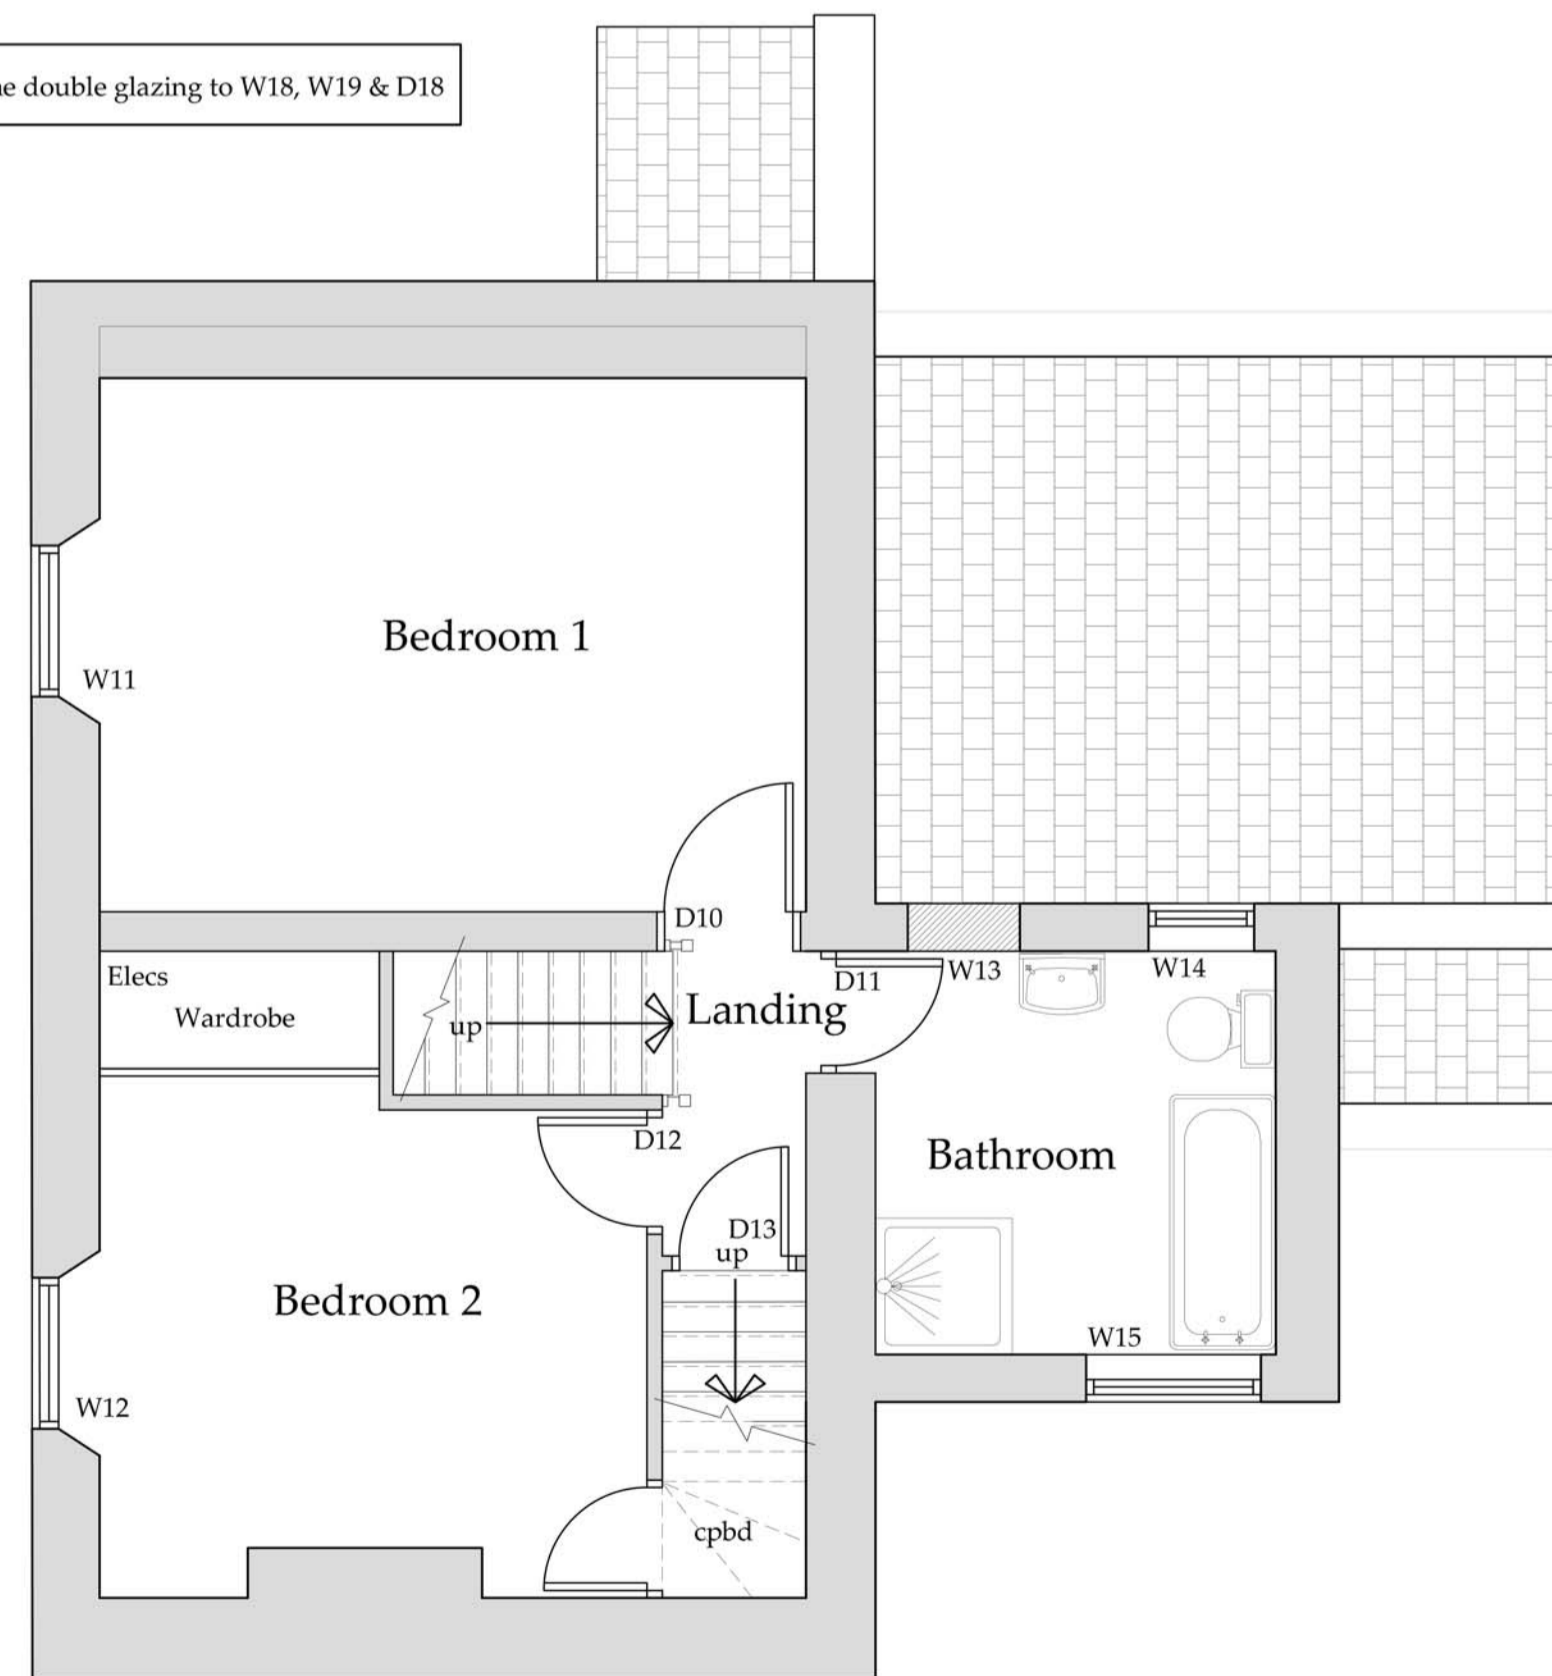 double glazing to W18, W19 & D18
Bedroom 1
W11
D10
Elecs
Wardrobe
up
Landing
D11
W13
W14
D12
Bathroom
D13
up
Bedroom 2
W15
W12
cpbd